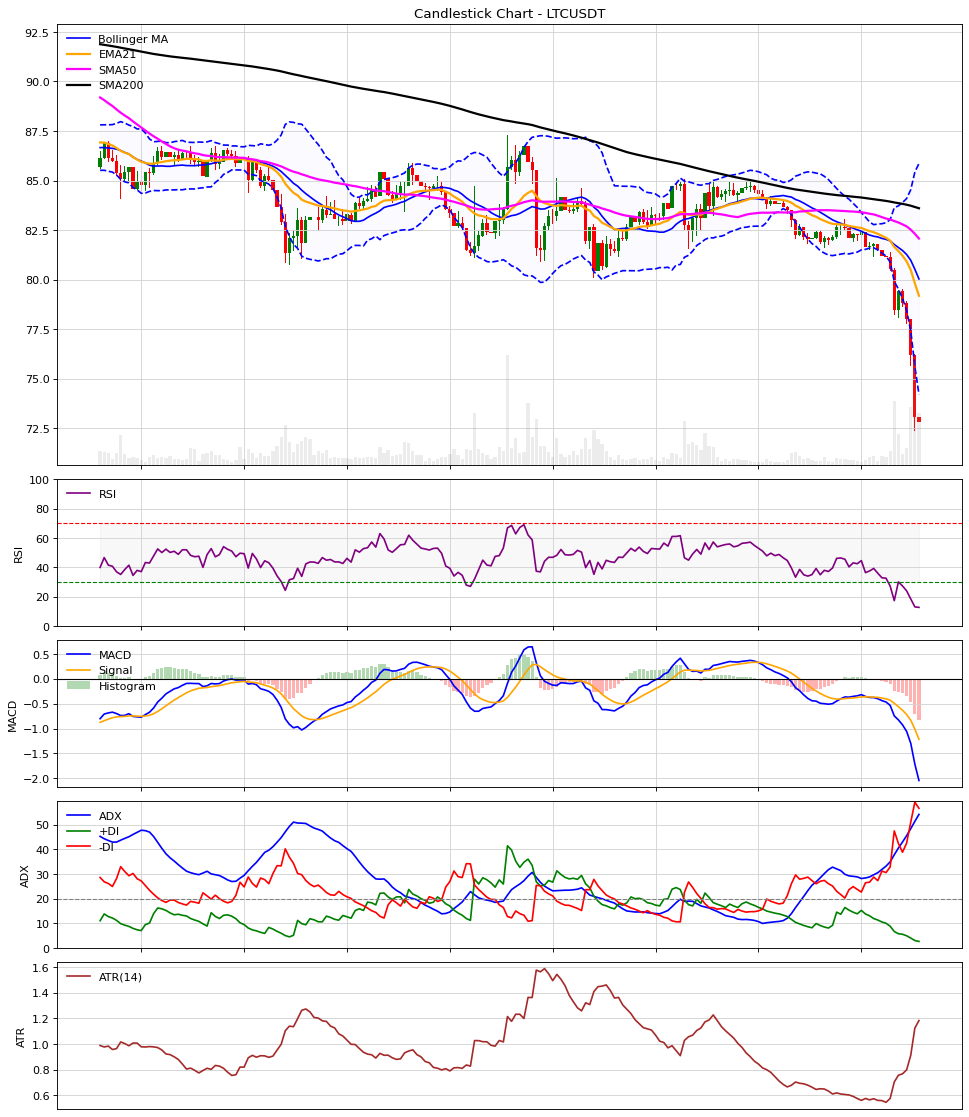 Candlestick Chart - LTCUSDT
92.5
90.0
87.5
85.0
82.5
80.0
77.5
75.0
72.5
Bollinger MA
EMA21
SMA50
SMA200
100
80
60
40
20
0
RSI
RSI
0.5
0.0
−0.5
−1.0
−1.5
−2.0
MACD
MACD
Signal
Histogram
50
40
30
20
10
0
ADX
ADX
+DI
-DI
1.6
1.4
1.2
1.0
0.8
0.6
ATR
ATR(14)